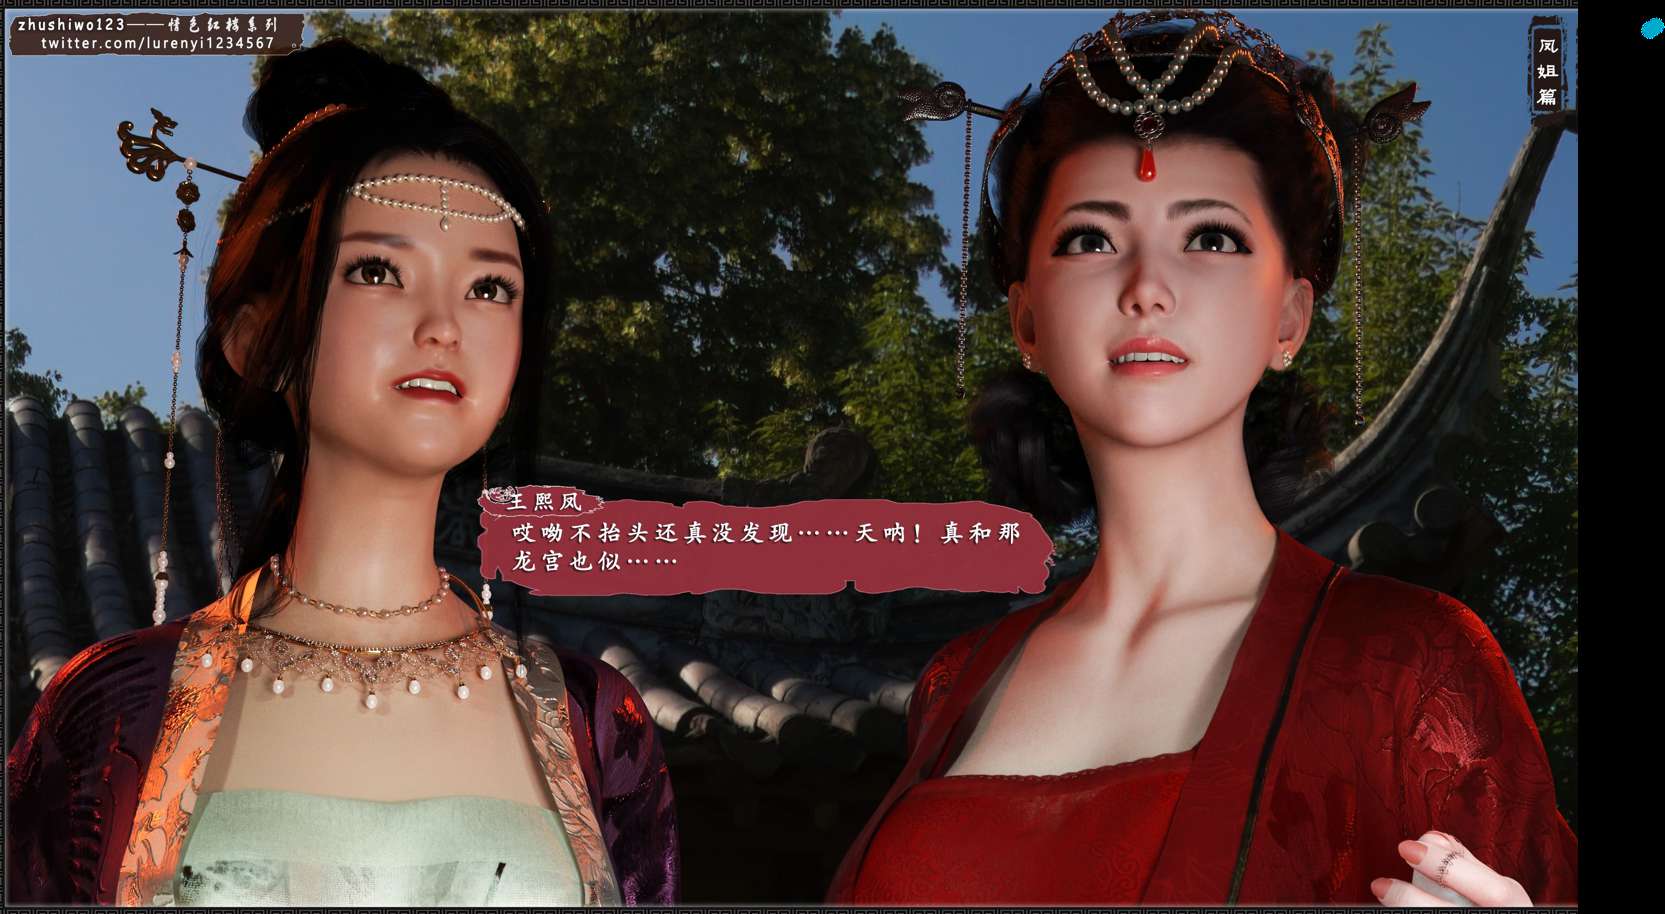 zhushiwo123——情色红楼系列
twitter.com/lurenyi1234567 。
凤姐篇
王熙凤
哎呦不抬头还真没发现……天呐！真和那
龙宫也似……